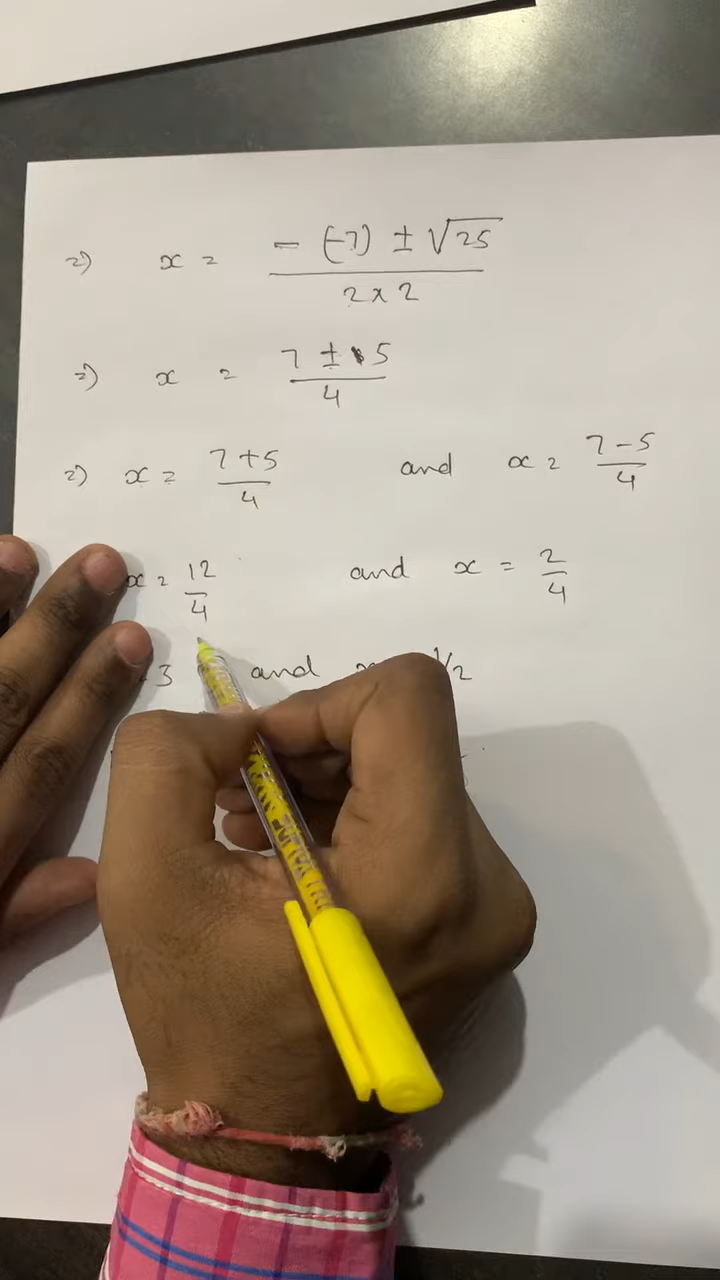 =) x = - (-7) ± √25 / 2 x 2
=) x = 7 ± 5 / 4
=) x = 7+5 / 4 and x = 7-5 / 4
x = 12 / 4 and x = 2 / 4
3 and 1/2